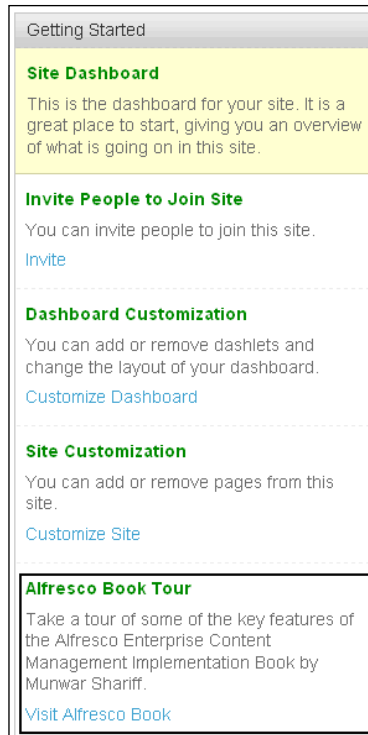 Getting Started
Site Dashboard
This is the dashboard for your site. It is a
great place to start, giving you an overview
of what is going on in this site.
Invite People to Join Site
You can invite people to join this site.
Invite
Dashboard Customization
You can add or remove dashlets and
change the layout of your dashboard.
Customize Dashboard
Site Customization
You can add or remove pages from this
site.
Customize Site
Alfresco Book Tour
Take a tour of some of the key features of
the Alfresco Enterprise Content
Management Implementation Book by
Munwar Shariff.
Visit Alfresco Book